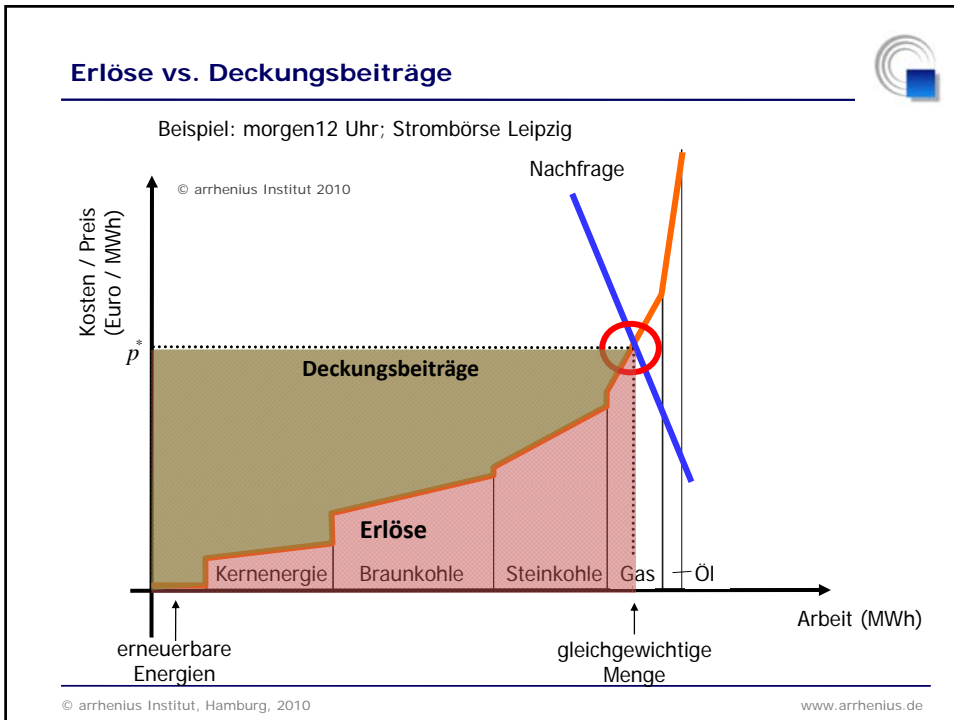 Erlöse vs. Deckungsbeiträge
Beispiel: morgen12 Uhr; Strombörse Leipzig
Nachfrage
© arrhenius Institut 2010
Kosten / Preis
(Euro / MWh)
p*
Deckungsbeiträge
Erlöse
Kernenergie
Braunkohle
Steinkohle
Gas
Öl
Arbeit (MWh)
erneuerbare
Energien
gleichgewichtige
Menge
© arrhenius Institut, Hamburg, 2010
www.arrhenius.de